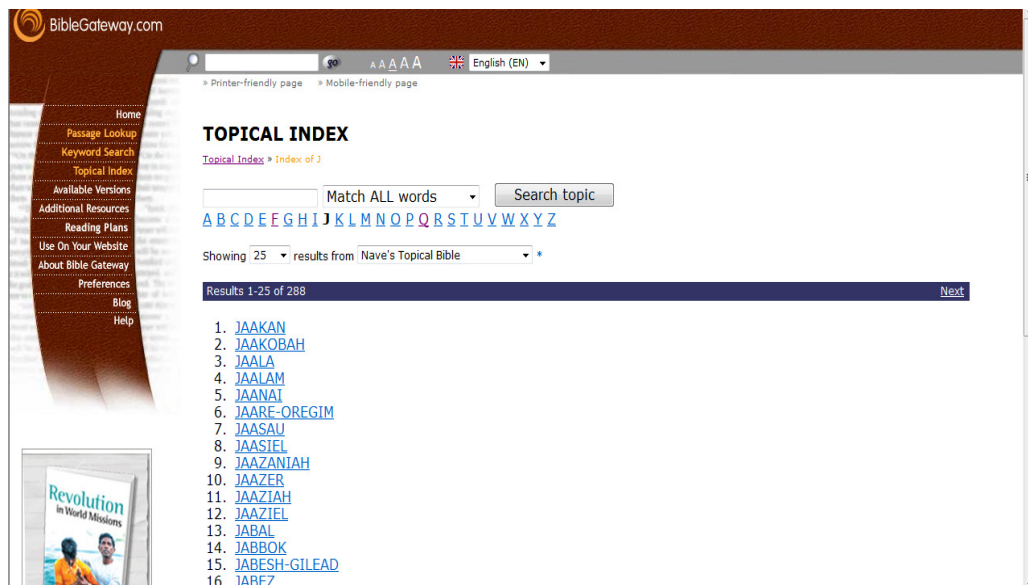 BibleGateway.com
go A A A A A English (EN)
» Printer-friendly page » Mobile-friendly page
Home
Passage Lookup
Keyword Search
Topical Index
Available Versions
Additional Resources
Reading Plans
Use On Your Website
About Bible Gateway
Preferences
Blog
Help
TOPICAL INDEX
Topical Index » Index of J
Match ALL words Search topic
A B C D E F G H I J K L M N O P Q R S T U V W X Y Z
Showing 25 results from Nave's Topical Bible *
Results 1-25 of 288 Next
1. JAAKAN
2. JAAKOBAH
3. JAALA
4. JAALAM
5. JAANAI
6. JAARE-OREGIM
7. JAASAU
8. JAASIEL
9. JAAZANIAH
10. JAAZER
11. JAAZIAH
12. JAAZIEL
13. JABAL
14. JABBOK
15. JABESH-GILEAD
16. JABEZ
Revolution
in World Missions